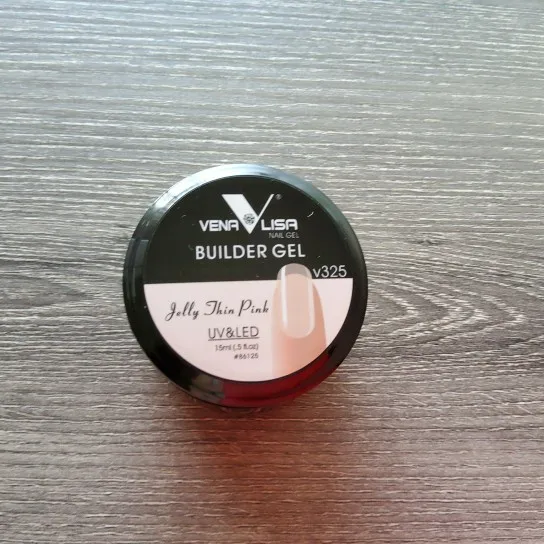 VENA LISA ®
NAIL GEL
BUILDER GEL
v325
Jelly Thin Pink
UV&LED
15ml (.5 fl.oz)
#86125